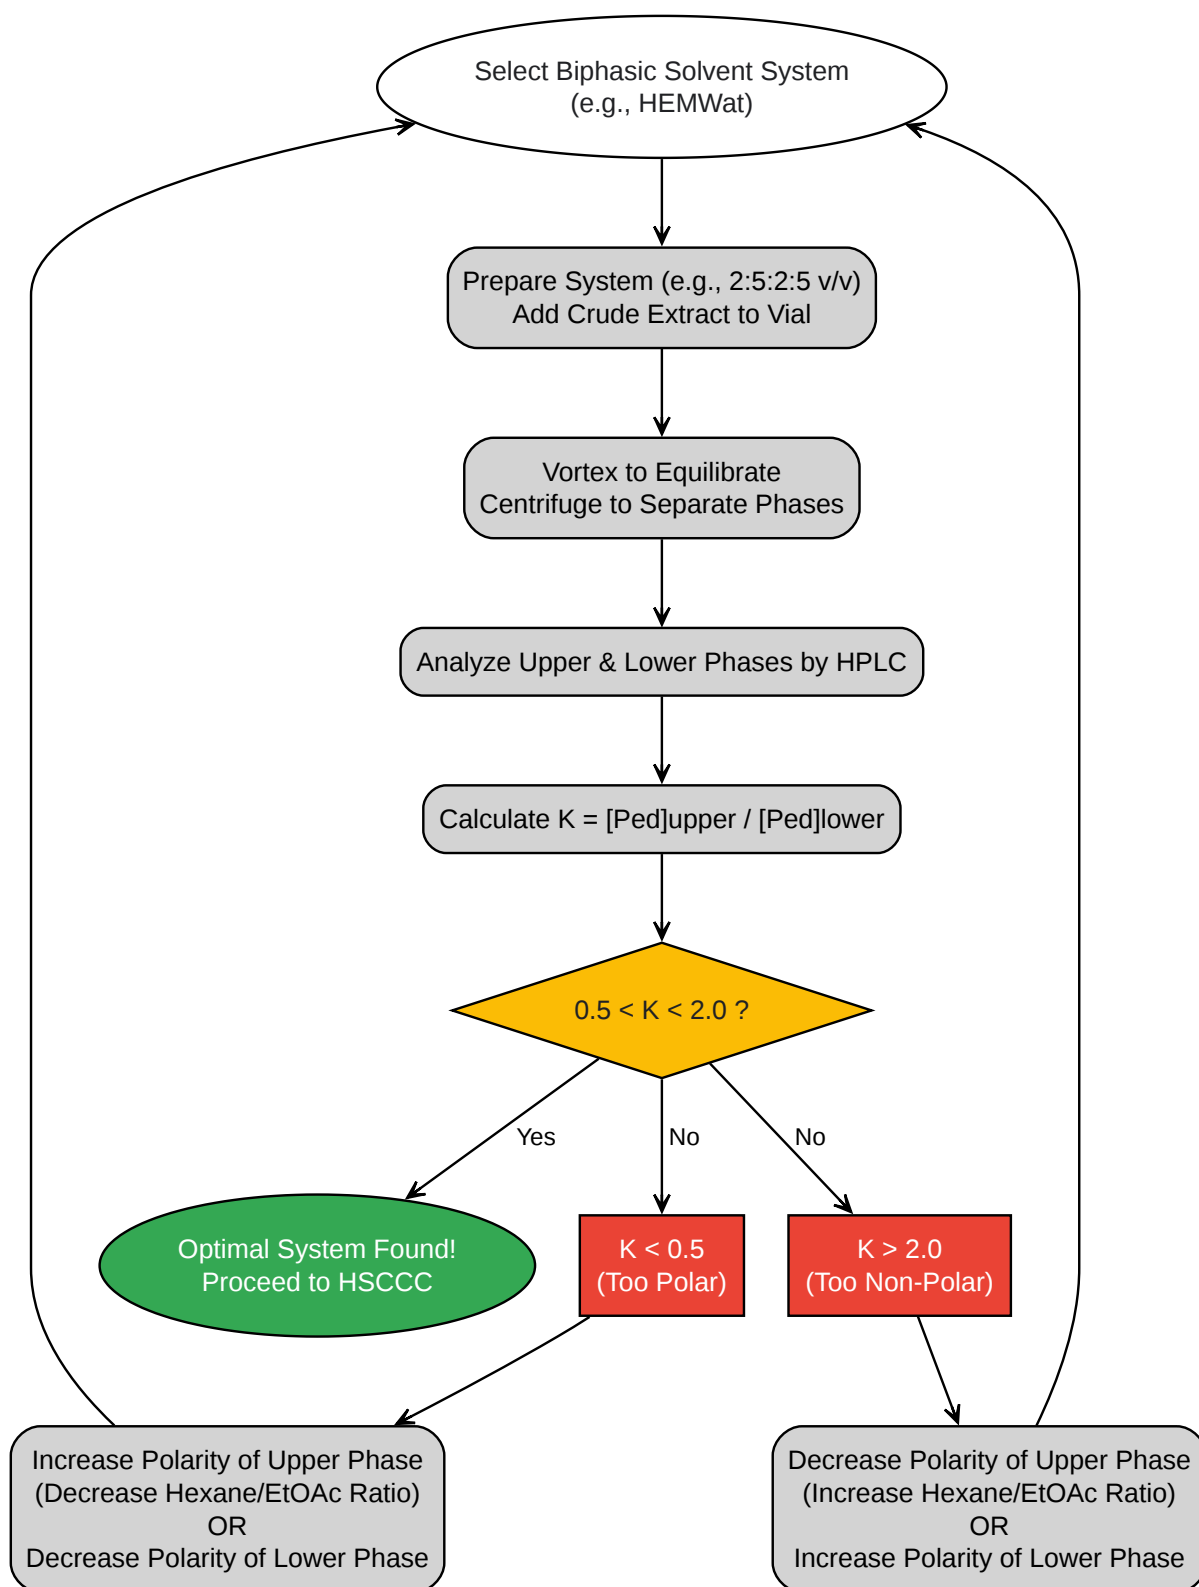 Select Biphasic Solvent System
(e.g., HEMWat)
Prepare System (e.g., 2:5:2:5 v/v)
Add Crude Extract to Vial
Vortex to Equilibrate
Centrifuge to Separate Phases
Analyze Upper & Lower Phases by HPLC
Calculate K = [Ped]upper / [Ped]lower
0.5 < K < 2.0 ?
Yes
No
No
Optimal System Found!
Proceed to HSCCC
K < 0.5
(Too Polar)
K > 2.0
(Too Non-Polar)
Increase Polarity of Upper Phase
(Decrease Hexane/EtOAc Ratio)
OR
Decrease Polarity of Lower Phase
Decrease Polarity of Upper Phase
(Increase Hexane/EtOAc Ratio)
OR
Increase Polarity of Lower Phase